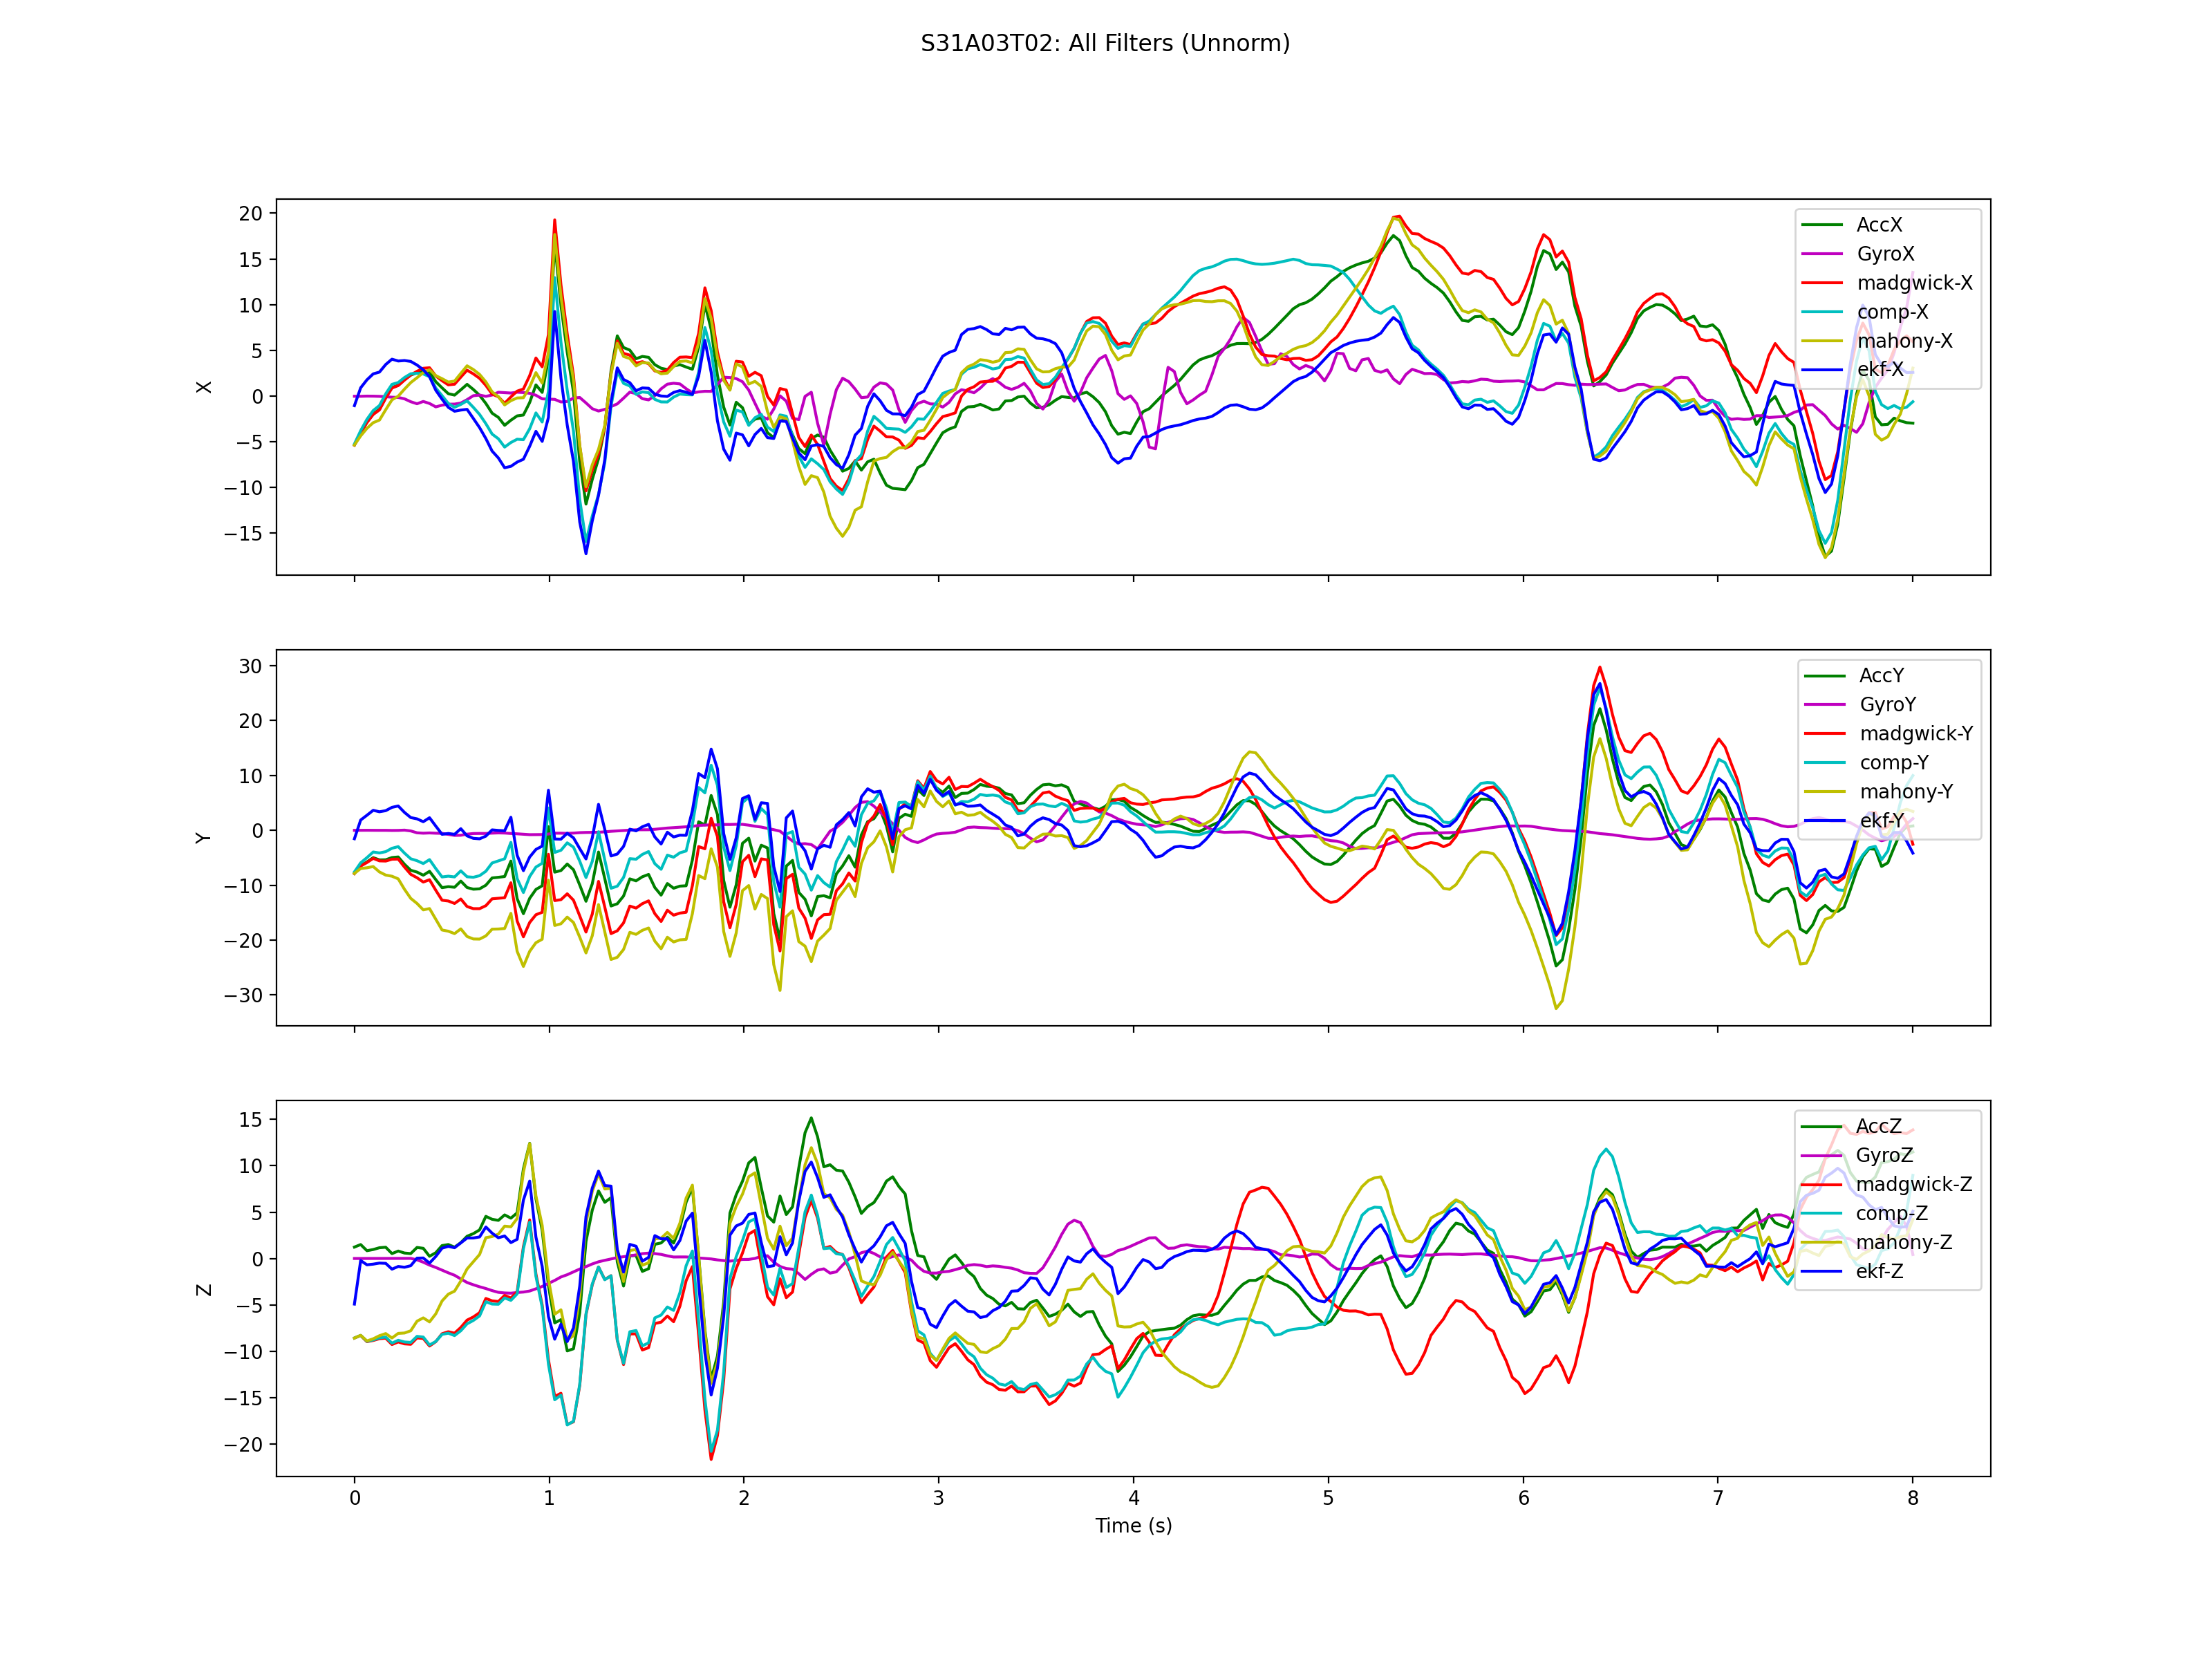 S31A03T02: All Filters (Unnorm)
20
15
10
5
0
−5
−10
−15
X
AccX
GyroX
madgwick-X
comp-X
mahony-X
ekf-X
30
20
10
0
−10
−20
−30
Y
AccY
GyroY
madgwick-Y
comp-Y
mahony-Y
ekf-Y
15
10
5
0
−5
−10
−15
−20
Z
AccZ
GyroZ
madgwick-Z
comp-Z
mahony-Z
ekf-Z
0 1 2 3 4 5 6 7 8
Time (s)